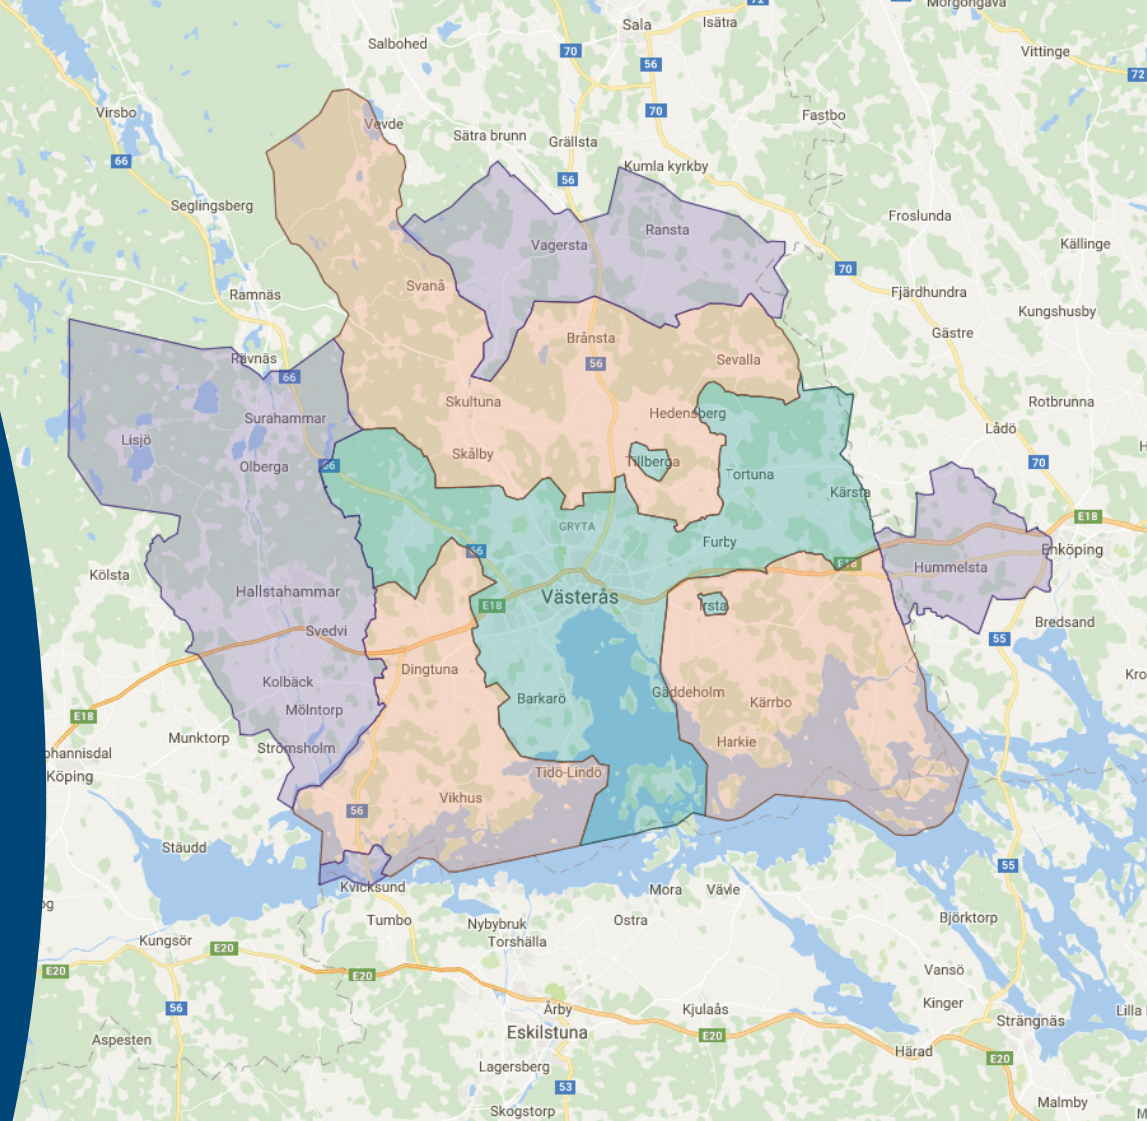 72
Morgongåva
Sala
Isätra
Salbohed
70
56
Vittinge
72
Virsbo
70
Fastbo
Vevde
Sätra brunn
Grällsta
66
Kumla kyrkby
56
Seglingsberg
Froslunda
Vagersta
Ransta
Källinge
70
Svanå
Ramnäs
Fjärdhundra
Kungshusby
Gästre
Brånsta
Rävnäs
56
Sevalla
66
Skultuna
Hedensberg
Rotbrunna
Surahammar
Lisjö
Lådö
H
Skålby
Tillberga
70
Olberga
66
Tortuna
Kärsta
E18
GRYTA
Furby
66
Enköping
E18
Hummelsta
Kölsta
Hallstahammar
E18
Västerås
Irsta
Bredsand
Svedvi
55
Dingtuna
Kro
Kolbäck
Gäddeholm
Barkarö
Kärrbo
Mölntorp
E18
Munktorp
Strömsholm
Harkie
ohannisdal
Köping
Tidö-Lindö
Vikhus
56
Stäudd
55
Kvicksund
Mora
Vävle
og
Tumbo
Nybybruk
Ostra
Björktorp
Kungsör
E20
Torshälla
E20
E20
Vansö
56
Årby
Kjulaås
Kinger
Lilla
Strängnäs
Aspesten
Eskilstuna
E20
Härad
E20
Lagersberg
53
Malmby
Skogstorp
M